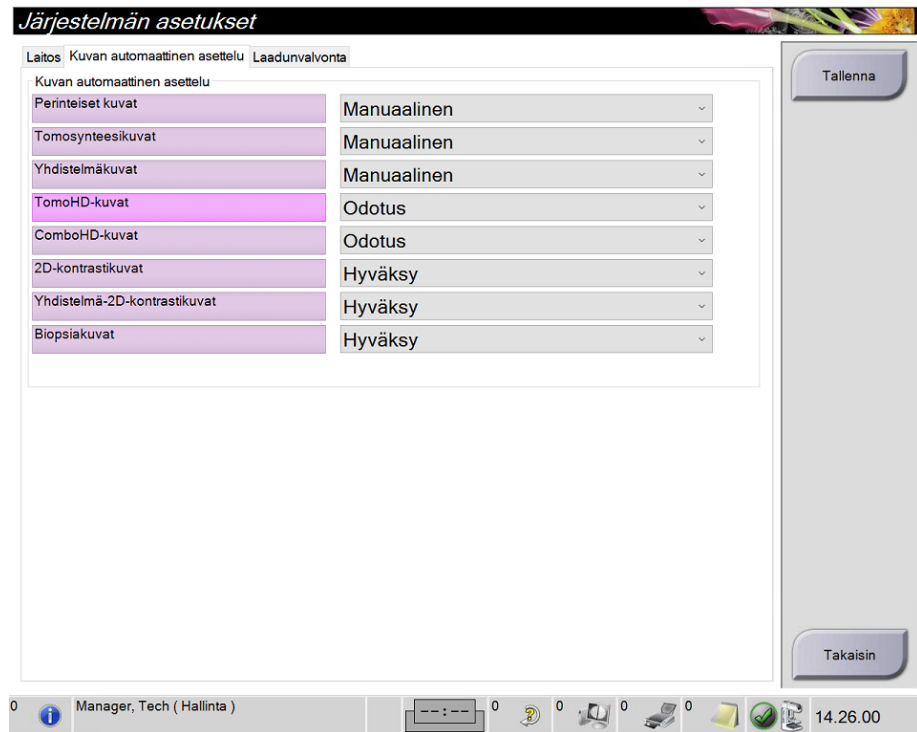 Järjestelmän asetukset
Laitos Kuvan automaattinen asettelu Laadunvalvonta
Kuvan automaattinen asettelu
Perinteiset kuvat Manuaalinen
Tomosynteesikuvat Manuaalinen
Yhdistelmäkuvat Manuaalinen
TomoHD-kuvat Odotus
ComboHD-kuvat Odotus
2D-kontrastikuvat Hyväksy
Yhdistelmä-2D-kontrastikuvat Hyväksy
Biopsiakuvat Hyväksy
Tallenna
Takaisin
0 Manager, Tech ( Hallinta ) --:-- 0 0 0 0 14.26.00